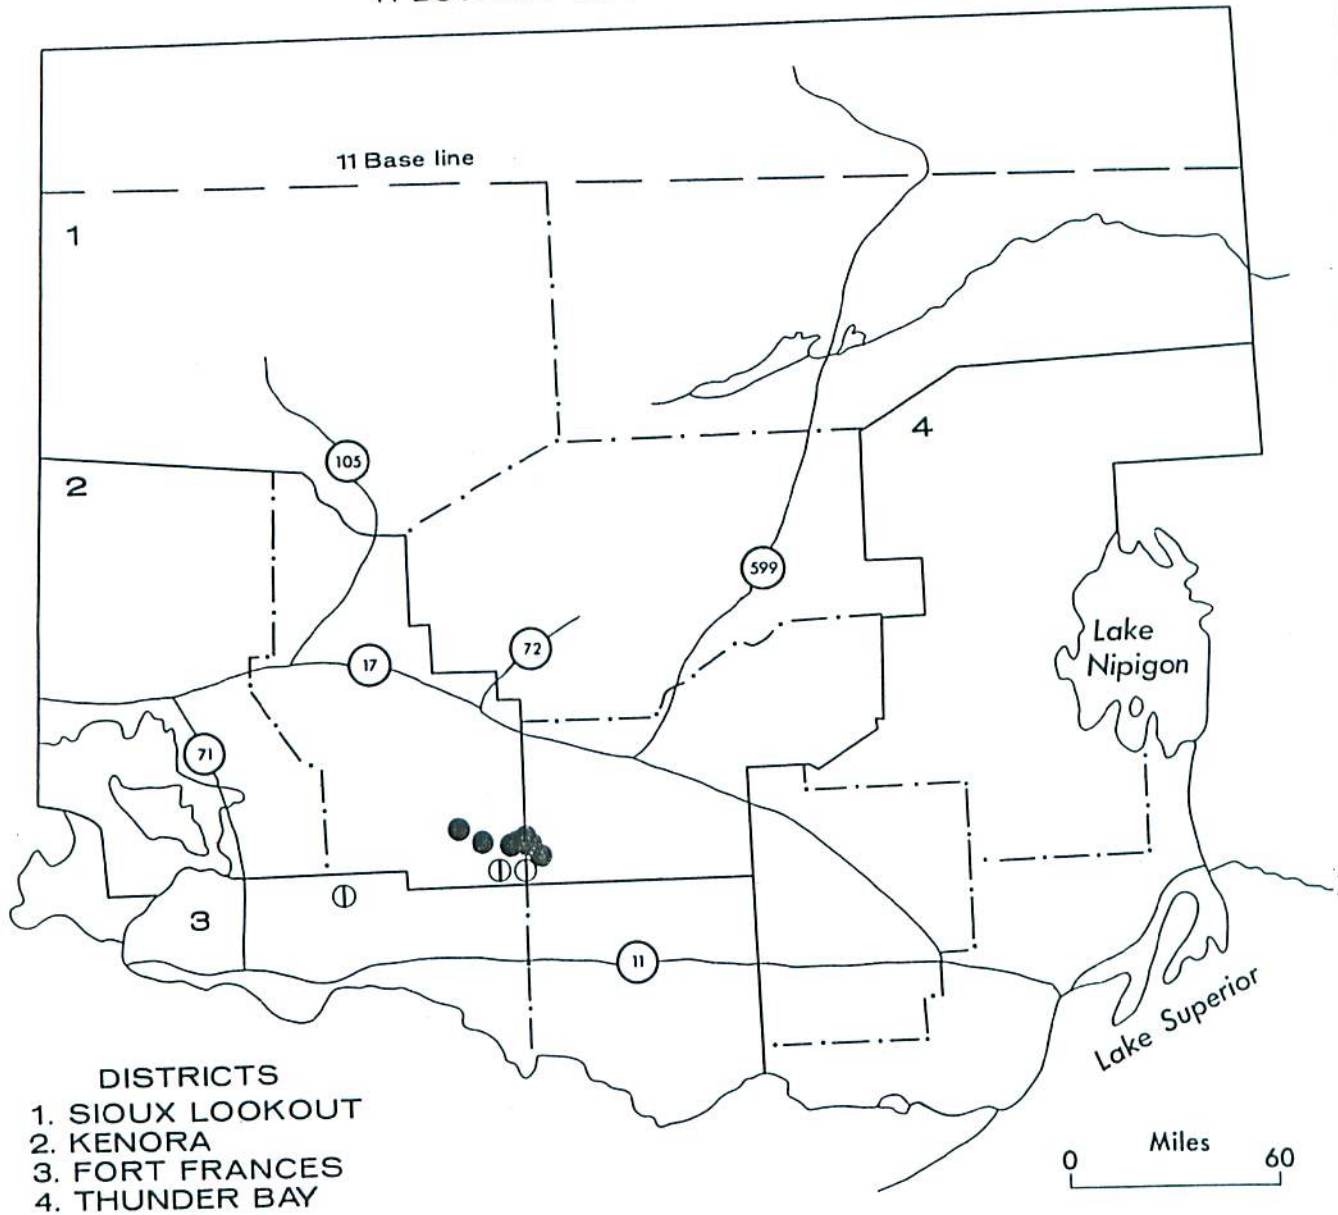 11 Base line
1
105
2
4
599
72
17
Lake
Nipigon
71
3
11
Lake Superior
DISTRICTS
1. SIOUX LOOKOUT
2. KENORA
3. FORT FRANCES
4. THUNDER BAY
Miles
0 60